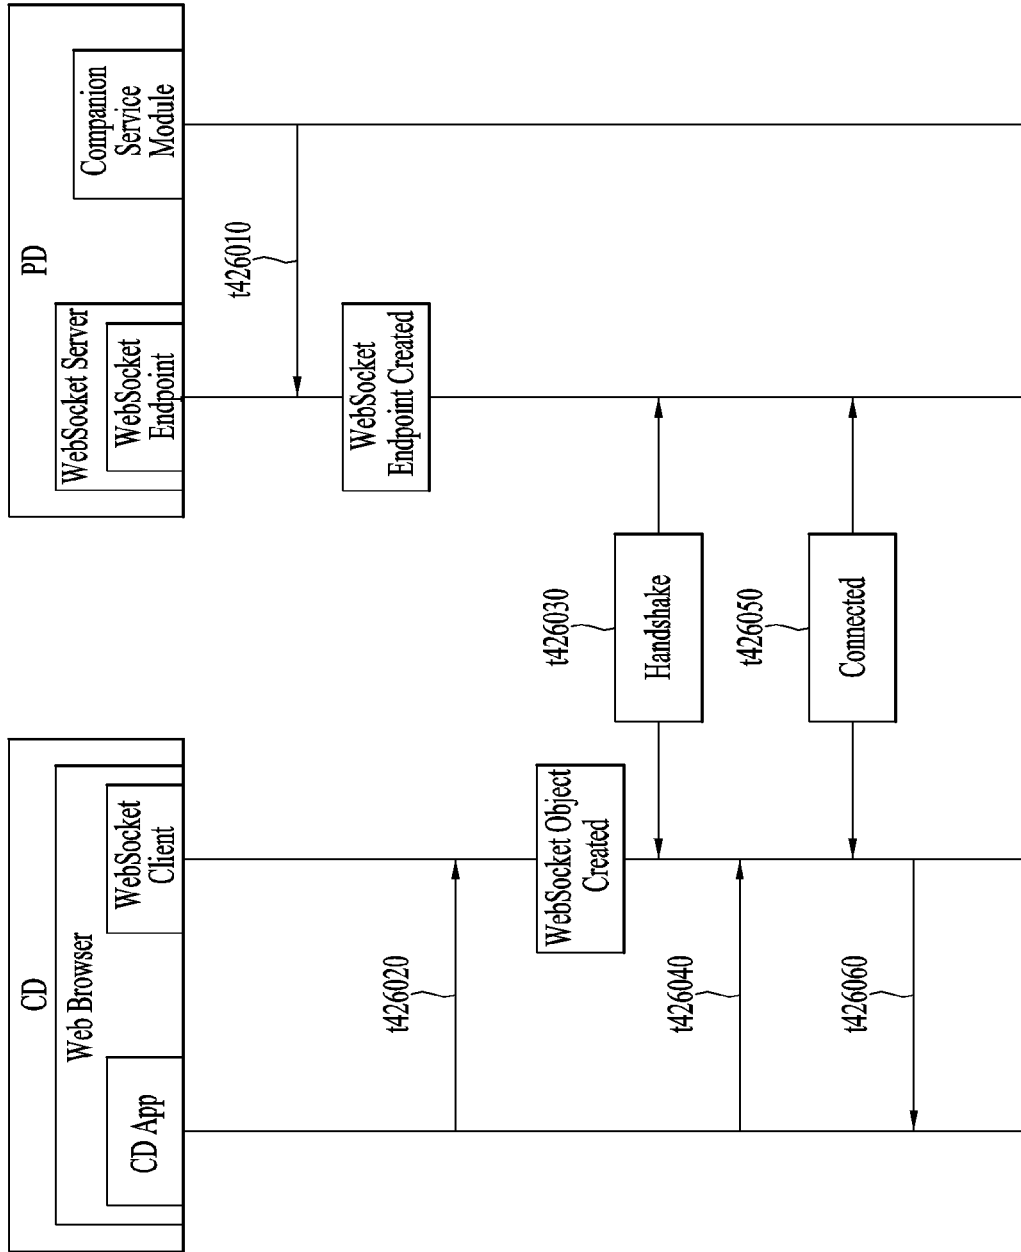 CD
Web Browser
CD App
WebSocket
Client
PD
WebSocket Server
WebSocket
Endpoint
Companion
Service
Module
t426010
WebSocket
Endpoint Created
t426020
WebSocket Object
Created
t426030
Handshake
t426040
t426050
Connected
t426060